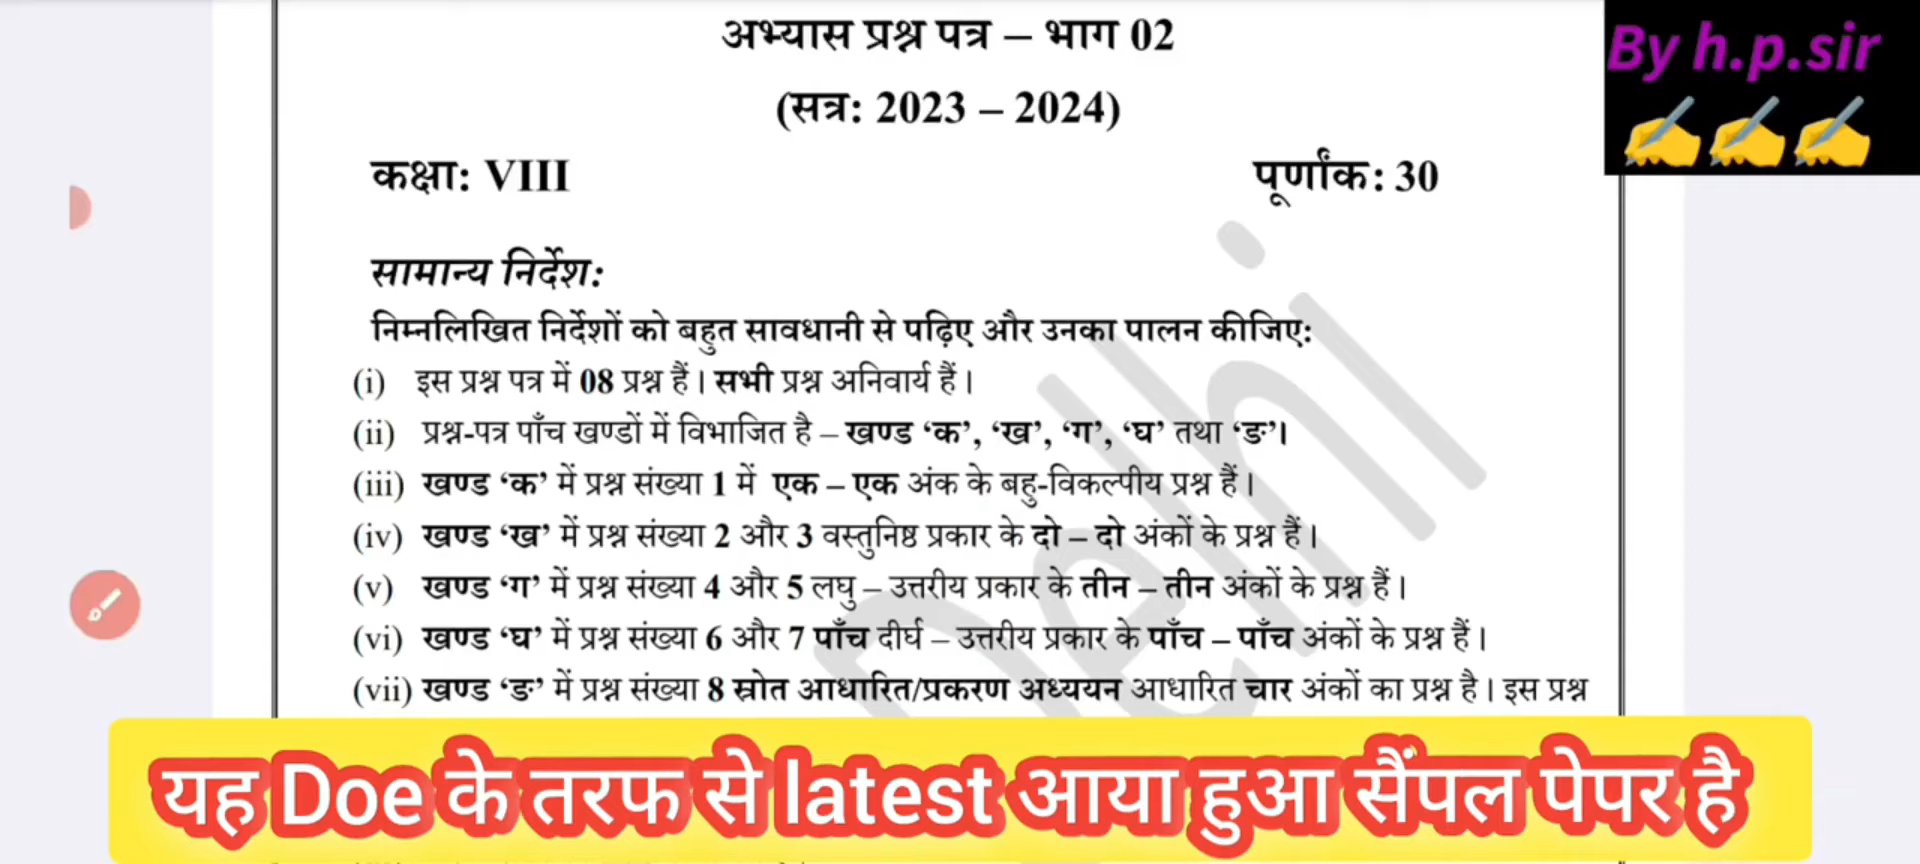 अभ्यास प्रश्न पत्र – भाग 02
By h.p.sir
(सत्र: 2023 – 2024)
कक्षा: VIII पूर्णांक: 30
सामान्य निर्देश:
निम्नलिखित निर्देशों को बहुत सावधानी से पढ़िए और उनका पालन कीजिए:
(i) इस प्रश्न पत्र में 08 प्रश्न हैं। सभी प्रश्न अनिवार्य हैं।
(ii) प्रश्न-पत्र पाँच खण्डों में विभाजित है – खण्ड ‘क’, ‘ख’, ‘ग’, ‘घ’ तथा ‘ङ’।
(iii) खण्ड ‘क’ में प्रश्न संख्या 1 में एक – एक अंक के बहु-विकल्पीय प्रश्न हैं।
(iv) खण्ड ‘ख’ में प्रश्न संख्या 2 और 3 वस्तुनिष्ठ प्रकार के दो – दो अंकों के प्रश्न हैं।
(v) खण्ड ‘ग’ में प्रश्न संख्या 4 और 5 लघु – उत्तरीय प्रकार के तीन – तीन अंकों के प्रश्न हैं।
(vi) खण्ड ‘घ’ में प्रश्न संख्या 6 और 7 पाँच दीर्घ – उत्तरीय प्रकार के पाँच – पाँच अंकों के प्रश्न हैं।
(vii) खण्ड ‘ङ’ में प्रश्न संख्या 8 स्रोत आधारित/प्रकरण अध्ययन आधारित चार अंकों का प्रश्न है। इस प्रश्न
Delhi
यह Doe के तरफ से latest आया हुआ सैंपल पेपर है